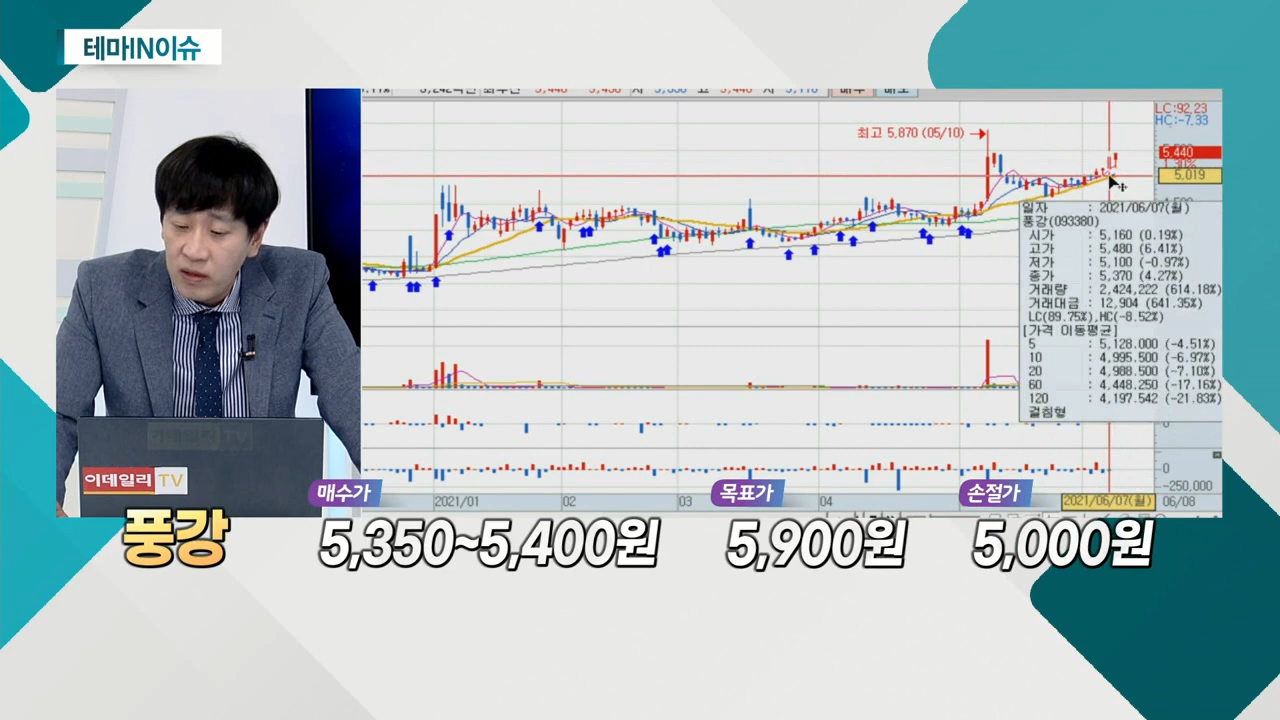 테마IN이슈
최고 5,870 (05/10)
LC:92,23
HC:-7,33
5,440
1,30%
5,019
일자 : 2021/06/07(월)
풍강(093380)
시가 : 5,160 (0.19%)
고가 : 5,480 (6.41%)
저가 : 5,100 (-0.97%)
종가 : 5,370 (4.27%)
거래량 : 2,424,222 (614.18%)
거래대금 : 12,904 (641.35%)
LC(89.75%),HC(-8.52%)
[가격 이동평균]
5 : 5,128.000 (-4.51%)
10 : 4,995.500 (-6.97%)
20 : 4,988.500 (-7.10%)
60 : 4,448.250 (-17.16%)
120 : 4,197.542 (-21.83%)
걸침형
0
0
-250,000
이데일리 TV
2021/01 02 03 04 2021/06/07(월) 06/08
매수가 목표가 손절가
풍강 5,350~5,400원 5,900원 5,000원